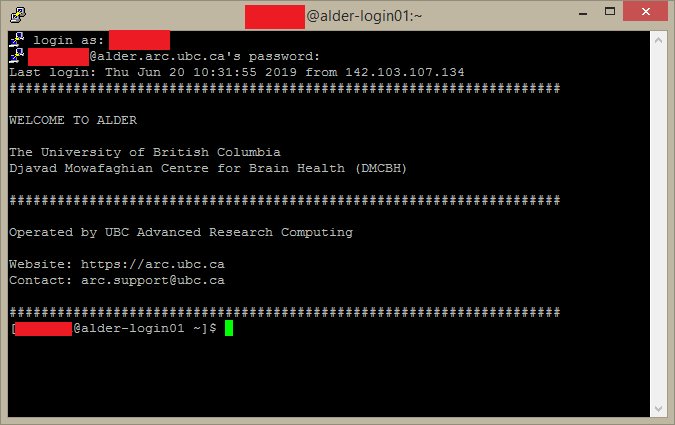 @alder-login01:~
login as:
@alder.arc.ubc.ca's password:
Last login: Thu Jun 20 10:31:55 2019 from 142.103.107.134
#####################################################################
WELCOME TO ALDER
The University of British Columbia
Djavad Mowafaghian Centre for Brain Health (DMCBH)
#####################################################################
Operated by UBC Advanced Research Computing
Website: https://arc.ubc.ca
Contact: arc.support@ubc.ca
#####################################################################
[@alder-login01 ~]$